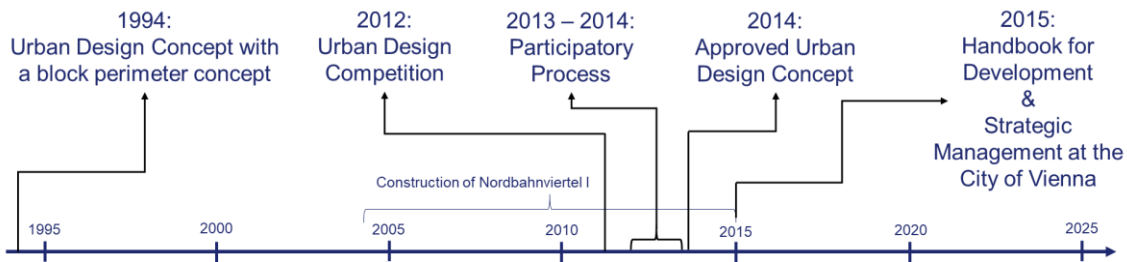 1994:
Urban Design Concept with
a block perimeter concept
2012:
Urban Design
Competition
2013 – 2014:
Participatory
Process
2014:
Approved Urban
Design Concept
2015:
Handbook for
Development
&
Strategic
Management at the
City of Vienna
Construction of Nordbahnviertel I
1995
2000
2005
2010
2015
2020
2025